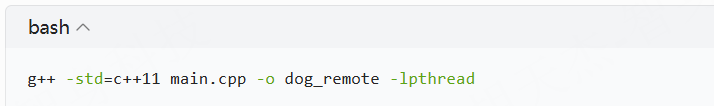 bash
g++ -std=c++11 main.cpp -o dog_remote -lpthread